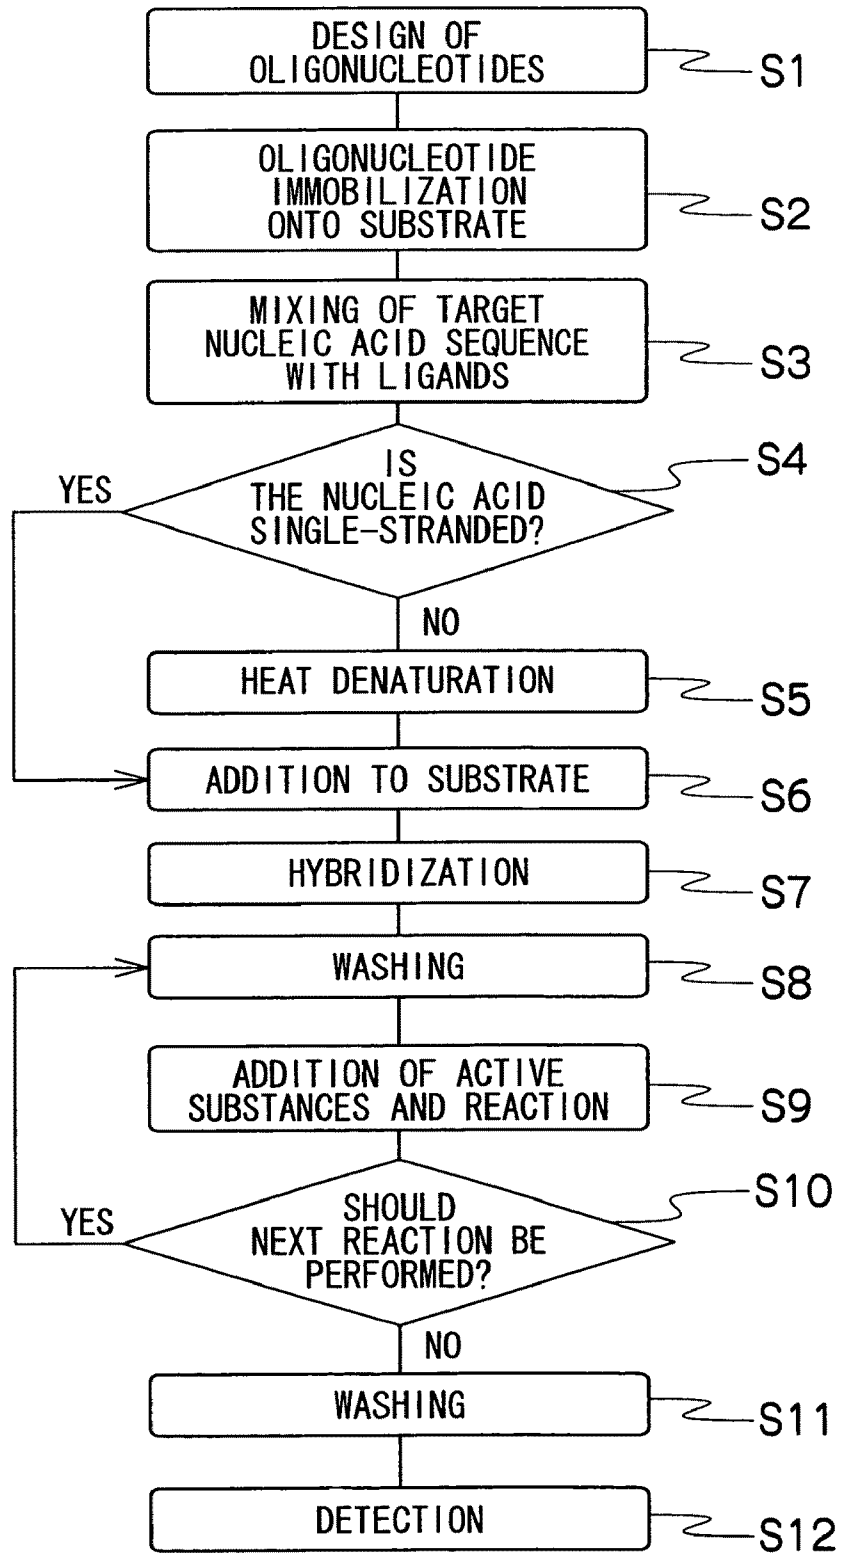 DESIGN OF
OLIGONUCLEOTIDES
S1
OLIGONUCLEOTIDE
IMMOBILIZATION
ONTO SUBSTRATE
S2
MIXING OF TARGET
NUCLEIC ACID SEQUENCE
WITH LIGANDS
S3
IS
THE NUCLEIC ACID
SINGLE-STRANDED?
S4
YES
NO
HEAT DENATURATION
S5
ADDITION TO SUBSTRATE
S6
HYBRIDIZATION
S7
WASHING
S8
ADDITION OF ACTIVE
SUBSTANCES AND REACTION
S9
SHOULD
NEXT REACTION BE
PERFORMED?
S10
YES
NO
WASHING
S11
DETECTION
S12